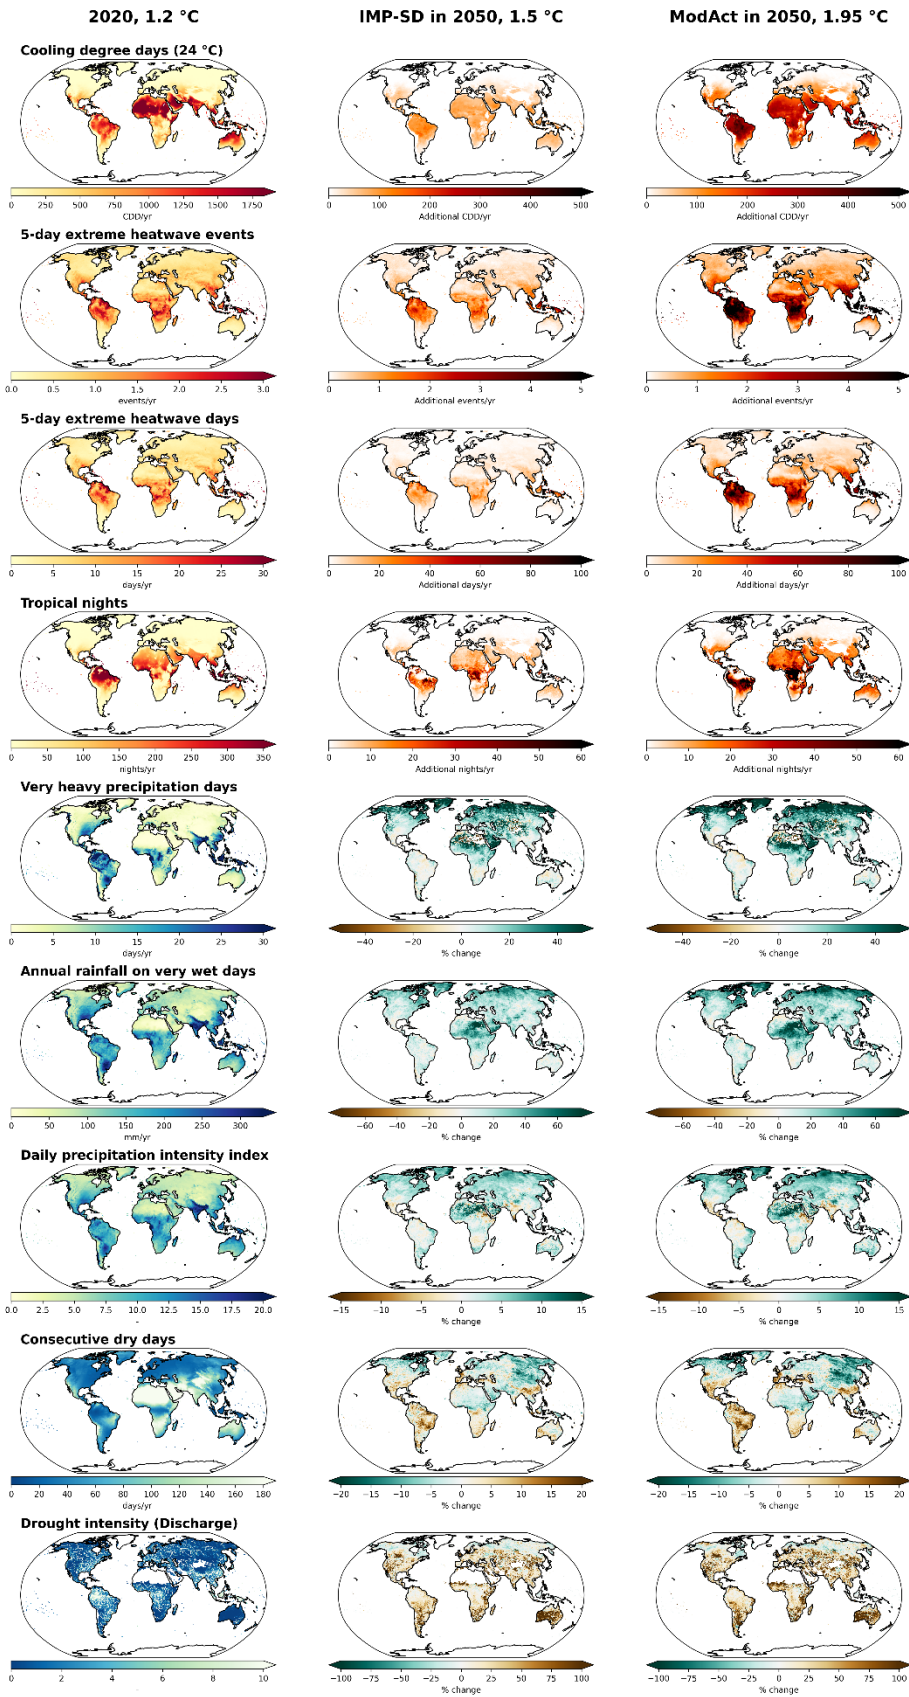 2020, 1.2 °C IMP-SD in 2050, 1.5 °C ModAct in 2050, 1.95 °C
Cooling degree days (24 °C)
0 250 500 750 1000 1250 1500 1750 0 100 200 300 400 500 0 100 200 300 400 500
CDD/yr Additional CDD/yr Additional CDD/yr
5-day extreme heatwave events
0.0 0.5 1.0 1.5 2.0 2.5 3.0 0 1 2 3 4 5 0 1 2 3 4 5
events/yr Additional events/yr Additional events/yr
5-day extreme heatwave days
0 5 10 15 20 25 30 0 20 40 60 80 100 0 20 40 60 80 100
days/yr Additional days/yr Additional days/yr
Tropical nights
0 50 100 150 200 250 300 350 0 10 20 30 40 50 60 0 10 20 30 40 50 60
nights/yr Additional nights/yr Additional nights/yr
Very heavy precipitation days
0 5 10 15 20 25 30 −40 −20 0 20 40 −40 −20 0 20 40
days/yr % change % change
Annual rainfall on very wet days
0 50 100 150 200 250 300 −60 −40 −20 0 20 40 60 −60 −40 −20 0 20 40 60
mm/yr % change % change
Daily precipitation intensity index
0.0 2.5 5.0 7.5 10.0 12.5 15.0 17.5 20.0 −15 −10 −5 0 5 10 15 −15 −10 −5 0 5 10 15
- % change % change
Consecutive dry days
0 20 40 60 80 100 120 140 160 180 −20 −15 −10 −5 0 5 10 15 20 −20 −15 −10 −5 0 5 10 15 20
days/yr % change % change
Drought intensity (Discharge)
0 2 4 6 8 10 −100 −75 −50 −25 0 25 50 75 100 −100 −75 −50 −25 0 25 50 75 100
% change % change